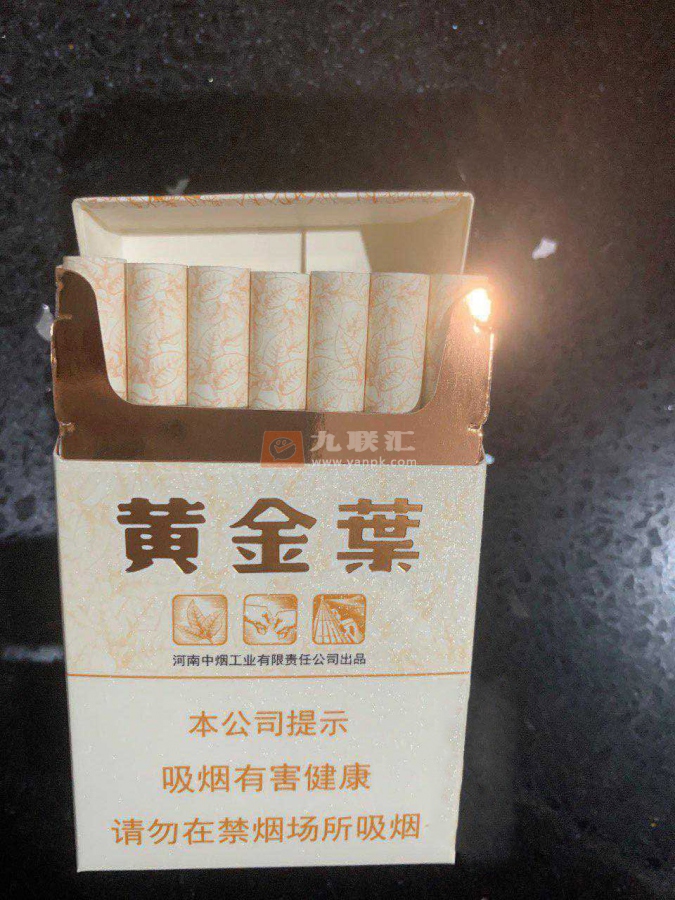 九联汇
www.yanpk.com
黄金葉
河南中烟工业有限责任公司出品
本公司提示
吸烟有害健康
请勿在禁烟场所吸烟